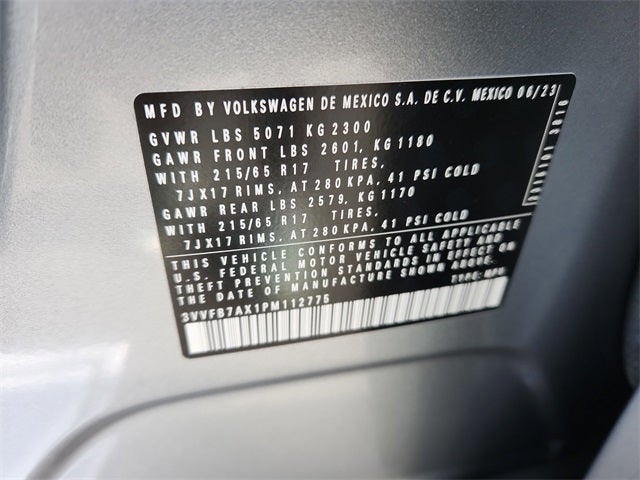 MFD BY VOLKSWAGEN DE MEXICO S.A. DE C.V. MEXICO 06/23
GVWR LBS 5071 KG 2300
GAWR FRONT LBS 2601, KG 1180
WITH 215/65 R17 TIRES,
7JX17 RIMS, AT 280 KPA, 41 PSI COLD
GAWR REAR LBS 2579, KG 1170
WITH 215/65 R17 TIRES,
7JX17 RIMS, AT 280 KPA, 41 PSI COLD
THIS VEHICLE CONFORMS TO ALL APPLICABLE
U.S. FEDERAL MOTOR VEHICLE SAFETY AND
THEFT PREVENTION STANDARDS IN EFFECT ON
THE DATE OF MANUFACTURE SHOWN ABOVE.
3VVFB7AX1PM112775
TYPE: MPV